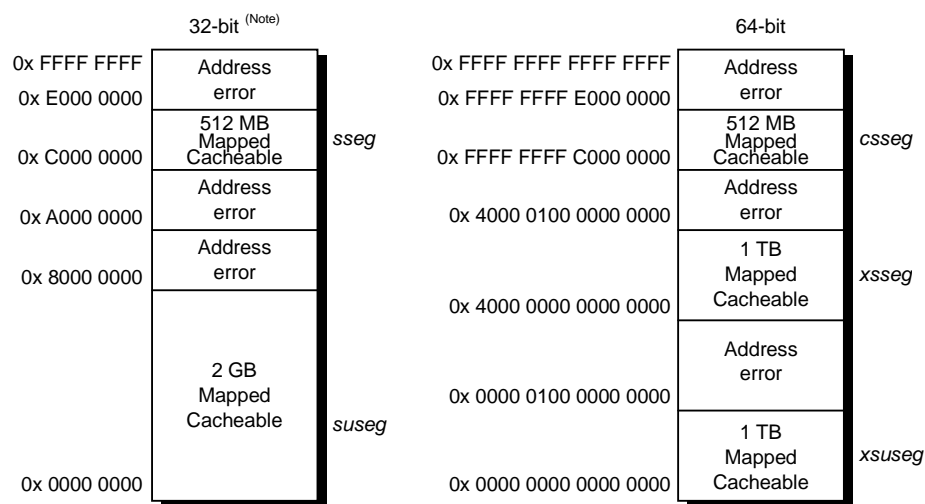 32-bit (Note)
0x FFFF FFFF
Address
error
0x E000 0000
512 MB
Mapped
Cacheable
sseg
0x C000 0000
Address
error
0x A000 0000
Address
error
0x 8000 0000
2 GB
Mapped
Cacheable
suseg
0x 0000 0000
64-bit
0x FFFF FFFF FFFF FFFF
Address
error
0x FFFF FFFF E000 0000
512 MB
Mapped
Cacheable
csseg
0x FFFF FFFF C000 0000
Address
error
0x 4000 0100 0000 0000
1 TB
Mapped
Cacheable
xsseg
0x 4000 0000 0000 0000
Address
error
0x 0000 0100 0000 0000
1 TB
Mapped
Cacheable
xsuseg
0x 0000 0000 0000 0000